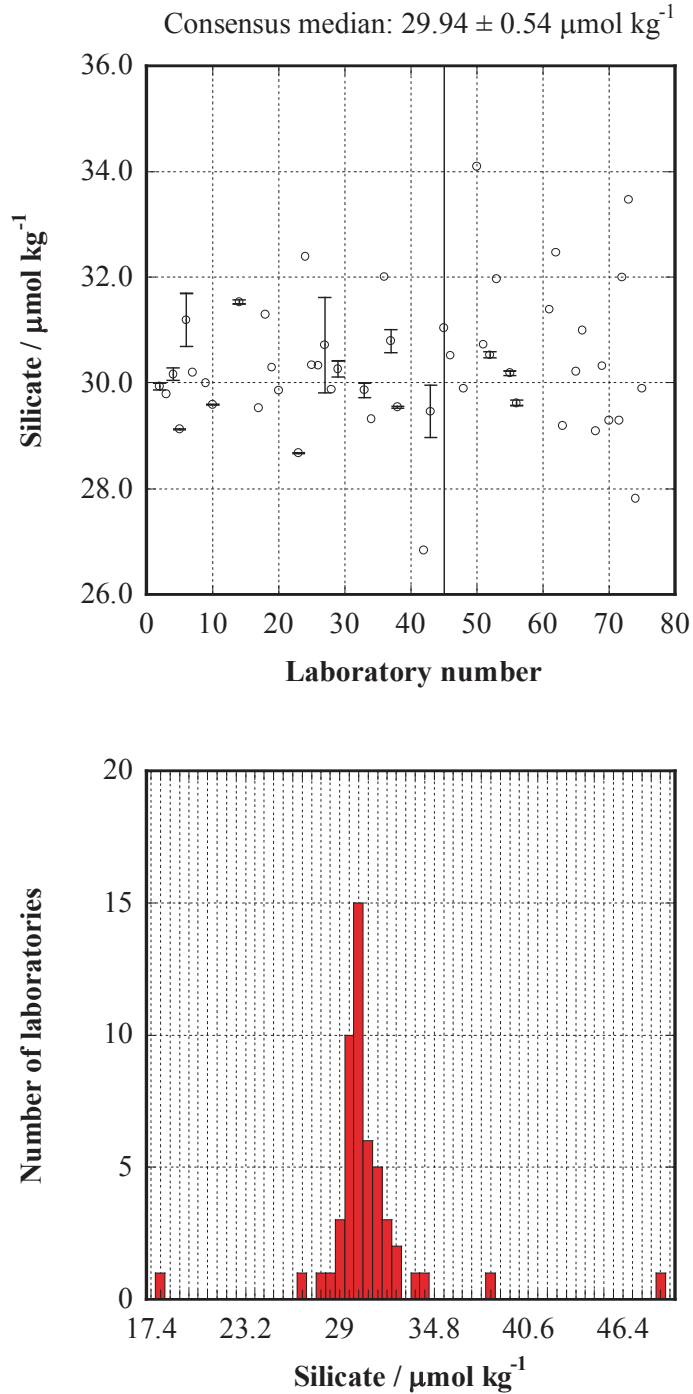 Consensus median: 29.94 ± 0.54 μmol kg⁻¹
36.0
34.0
32.0
30.0
28.0
26.0
Silicate / μmol kg⁻¹
0 10 20 30 40 50 60 70 80
Laboratory number
20
15
10
5
0
Number of laboratories
17.4 23.2 29 34.8 40.6 46.4
Silicate / μmol kg⁻¹